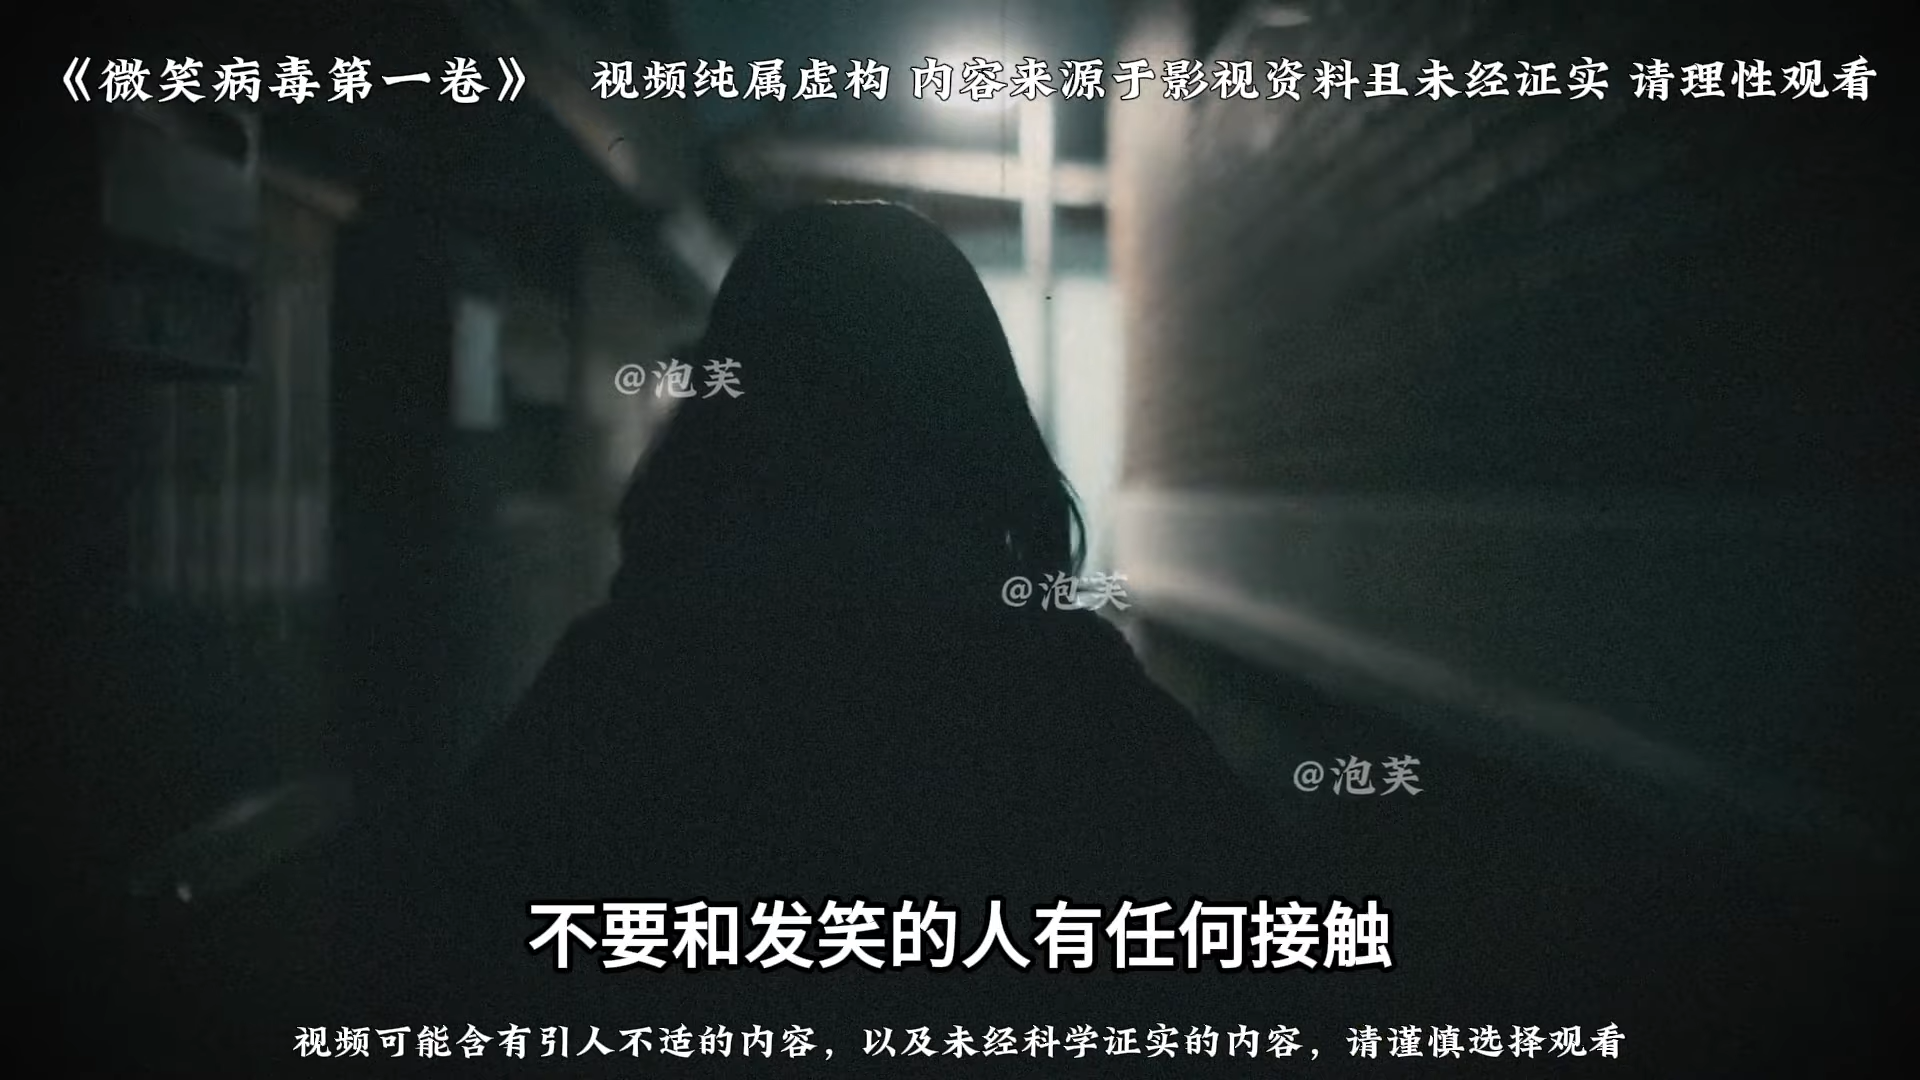 《微笑病毒第一卷》 视频纯属虚构 内容来源于影视资料且未经证实 请理性观看
@泡芙
@泡芙
@泡芙
不要和发笑的人有任何接触
视频可能含有引人不适的内容，以及未经科学证实的内容，请谨慎选择观看